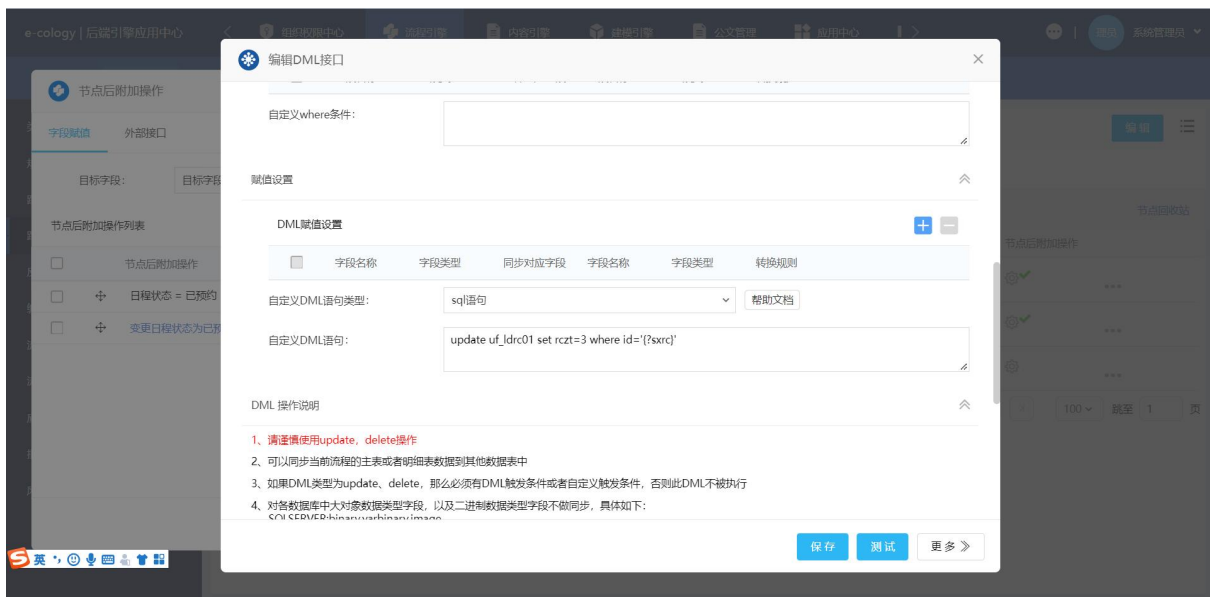 e-cology | 后端引擎应用中心 组织权限中心 流程引擎 内容引擎 建模引擎 公文管理 应用中心 系统管理员
编辑DML接口
节点后附加操作
字段赋值 外部接口
自定义where条件:
编辑
目标字段: 目标字段
赋值设置
节点回收站
节点后附加操作列表
DML赋值设置
节点后附加操作
节点后附加操作
字段名称 字段类型 同步对应字段 字段名称 字段类型 转换规则
日程状态 = 已预约
自定义DML语句类型: sql语句 帮助文档
变更日程状态为已预
自定义DML语句: update uf_ldrc01 set rczt=3 where id='{?sxrc}'
DML 操作说明
100 跳至 1 页
1、请谨慎使用update, delete操作
2、可以同步当前流程的主表或者明细表数据到其他数据表中
3、如果DML类型为update、delete,那么必须有DML触发条件或者自定义触发条件,否则此DML不被执行
4、对各数据库中大对象数据类型字段,以及二进制数据类型字段不做同步,具体如下:
SQLSERVER:binary,varbinary,image
保存 测试 更多
英